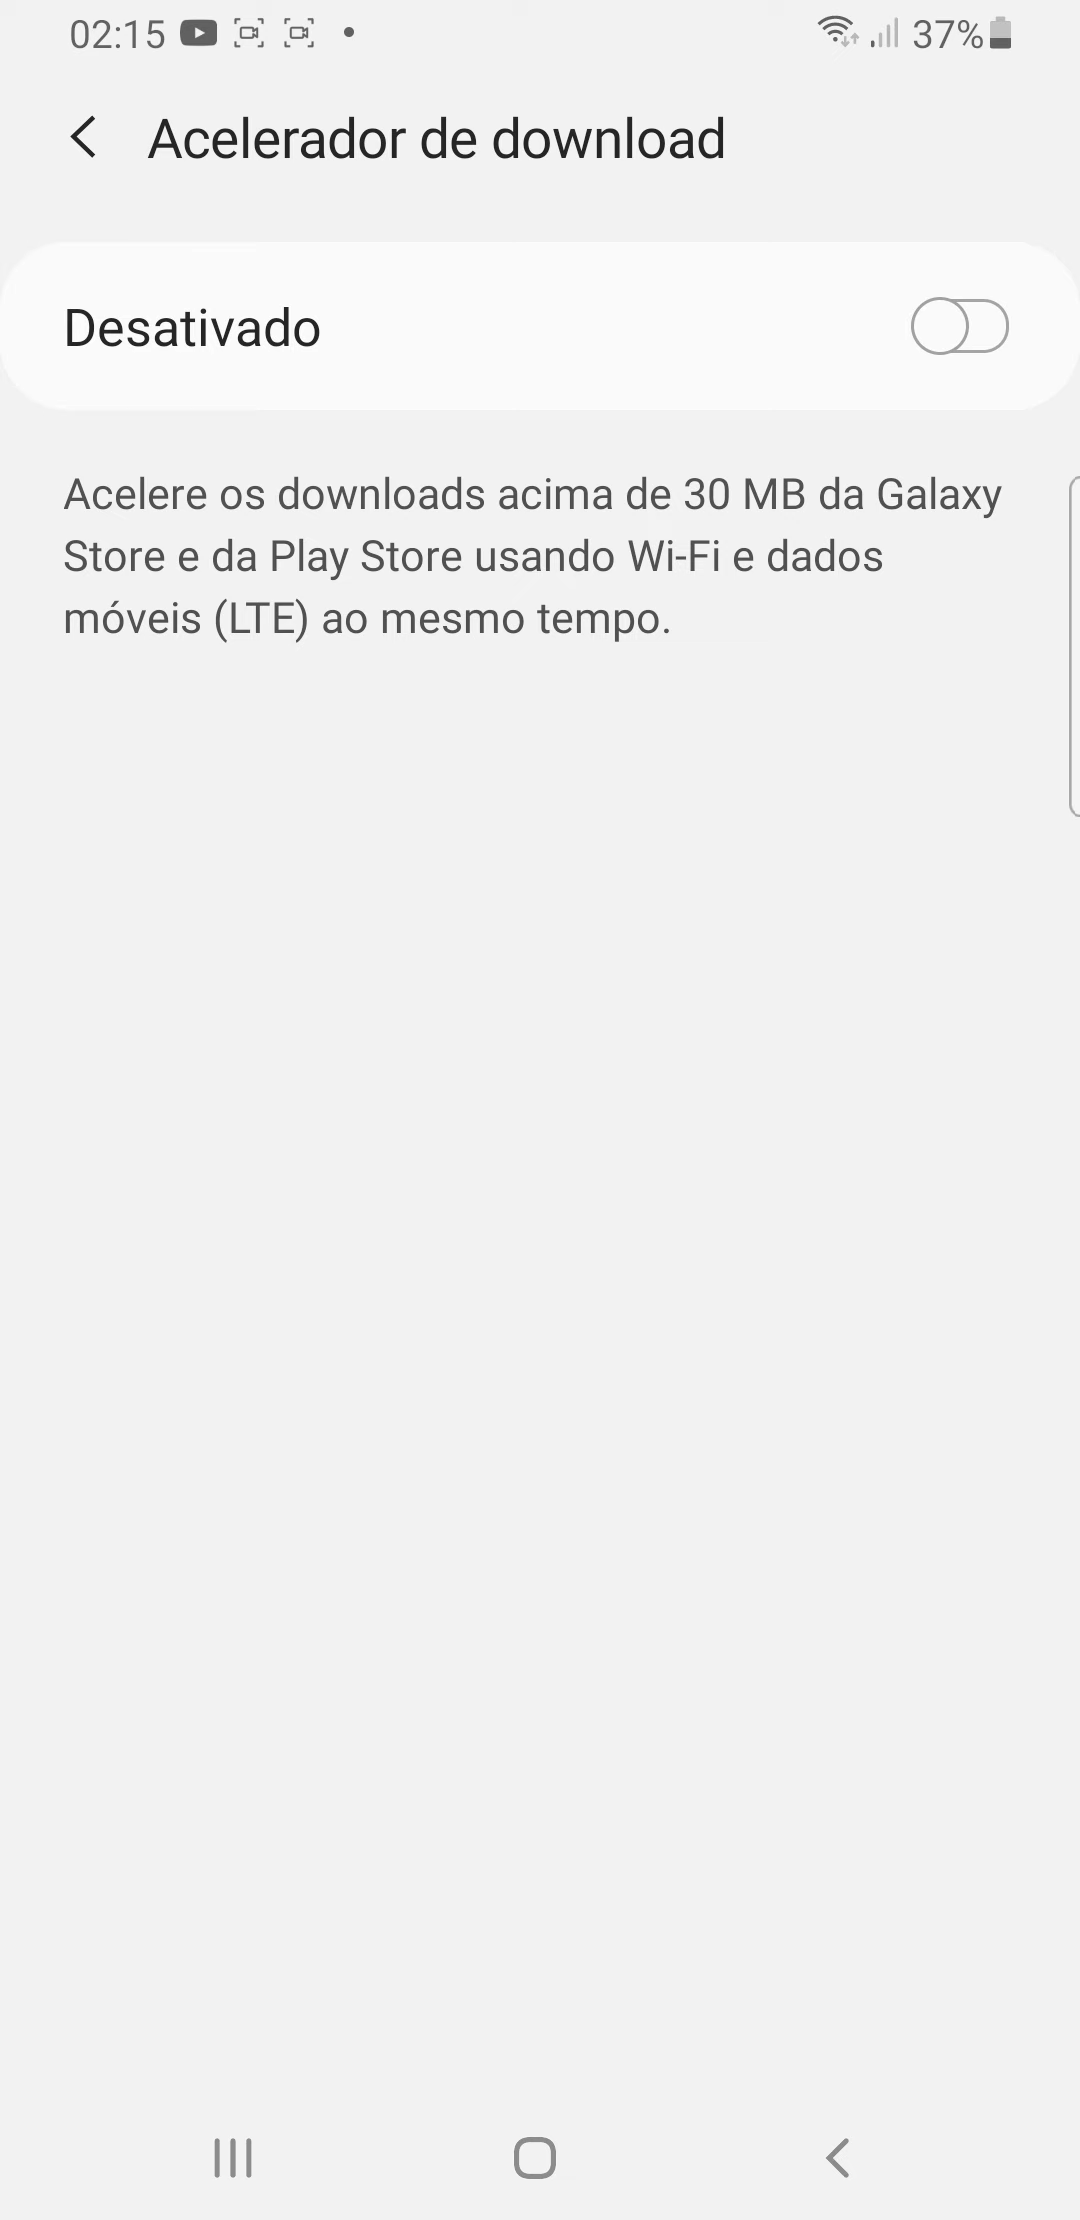 02:15
37%
Acelerador de download
Desativado
Acelere os downloads acima de 30 MB da Galaxy
Store e da Play Store usando Wi-Fi e dados
móveis (LTE) ao mesmo tempo.